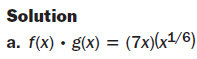 Solution
a. f(x) • g(x) = (7x)(x^1/6)